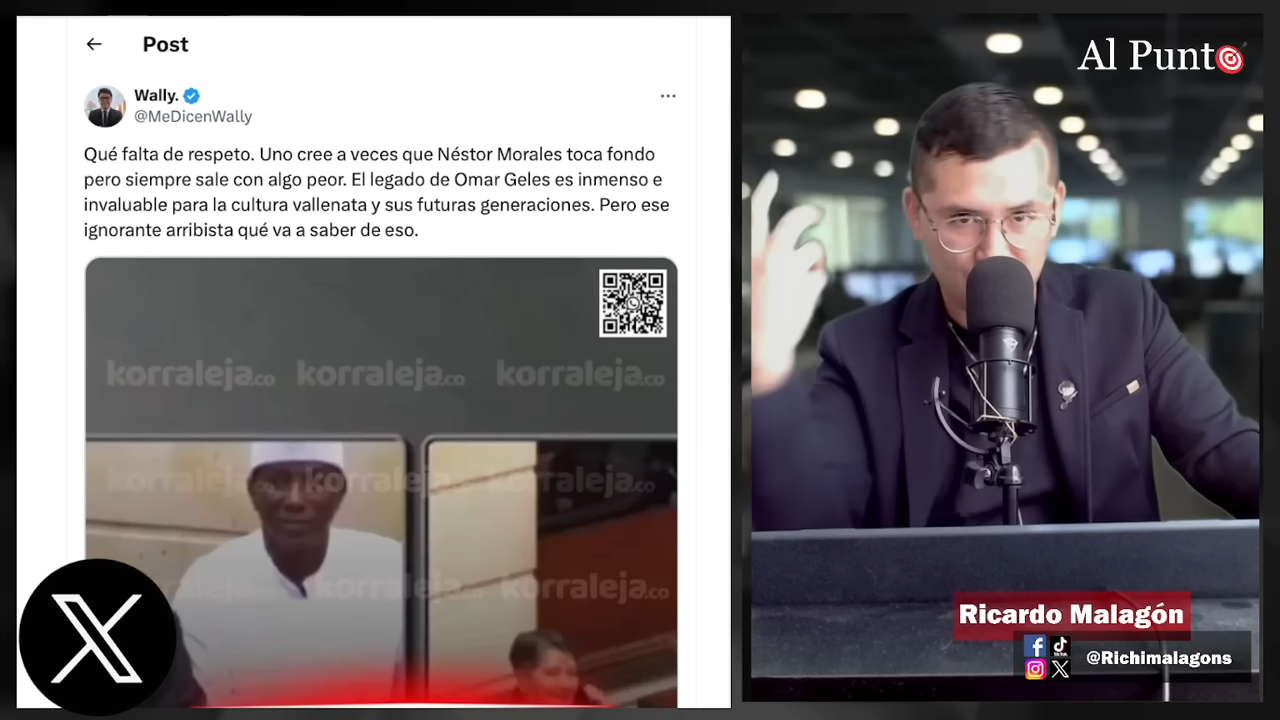 Post
Wally.
@MeDicenWally
Qué falta de respeto. Uno cree a veces que Néstor Morales toca fondo
pero siempre sale con algo peor. El legado de Omar Geles es inmenso e
invaluable para la cultura vallenata y sus futuras generaciones. Pero ese
ignorante arribista qué va a saber de eso.
korraleja.co korraleja.co korraleja.co
korraleja.co korraleja.co korraleja.co
korraleja.co korraleja.co korraleja.co
Al Punto
Ricardo Malagón
@Richimalagons